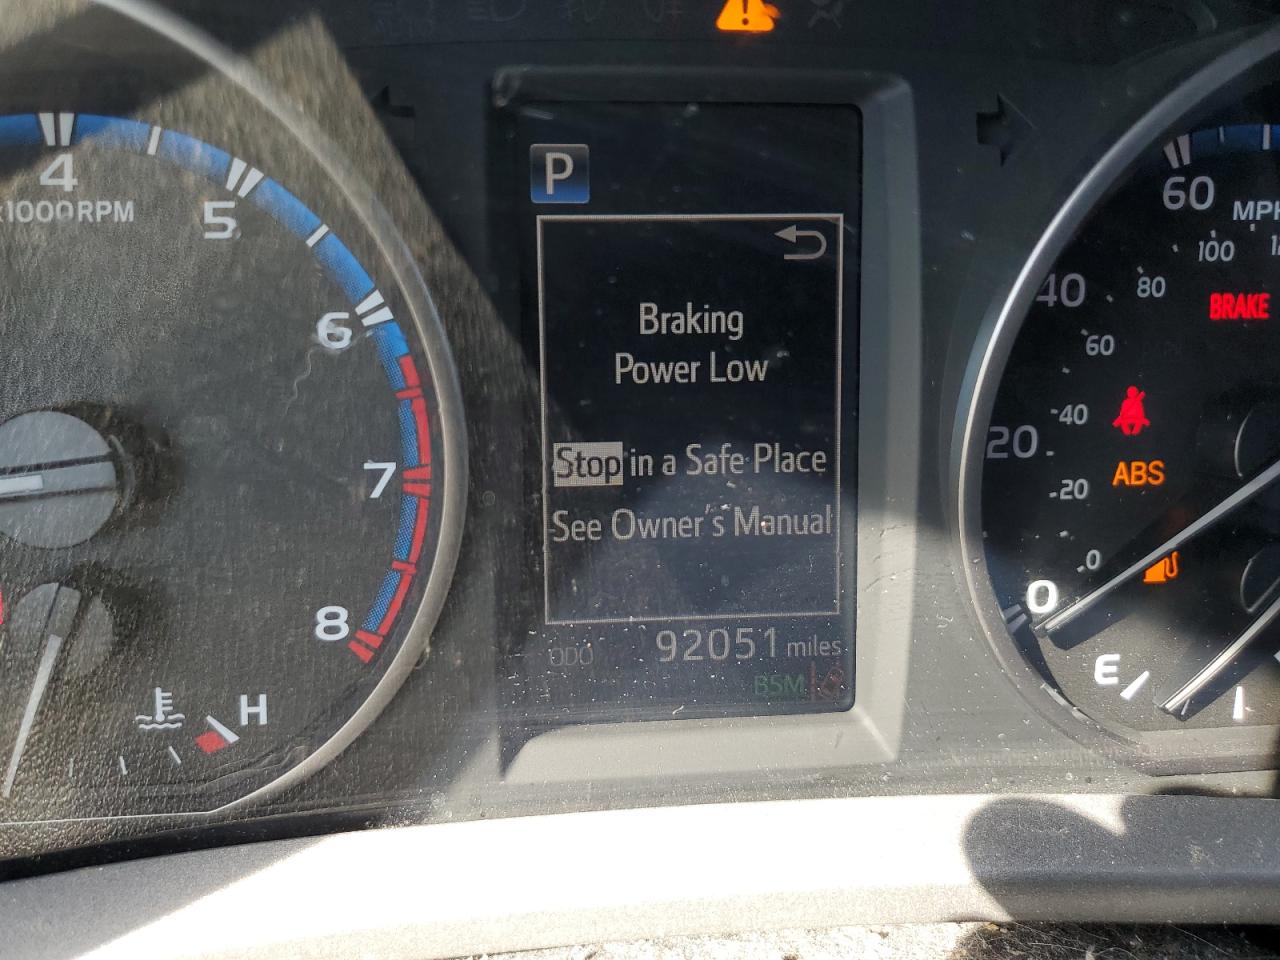 4
x1000RPM
5
6
7
8
H
P
Braking
Power Low
Stop in a Safe Place
See Owner's Manual
ODO 92051 miles
BSM
60
MPH
100
80
40
60
BRAKE
40
20
ABS
20
0
0
E